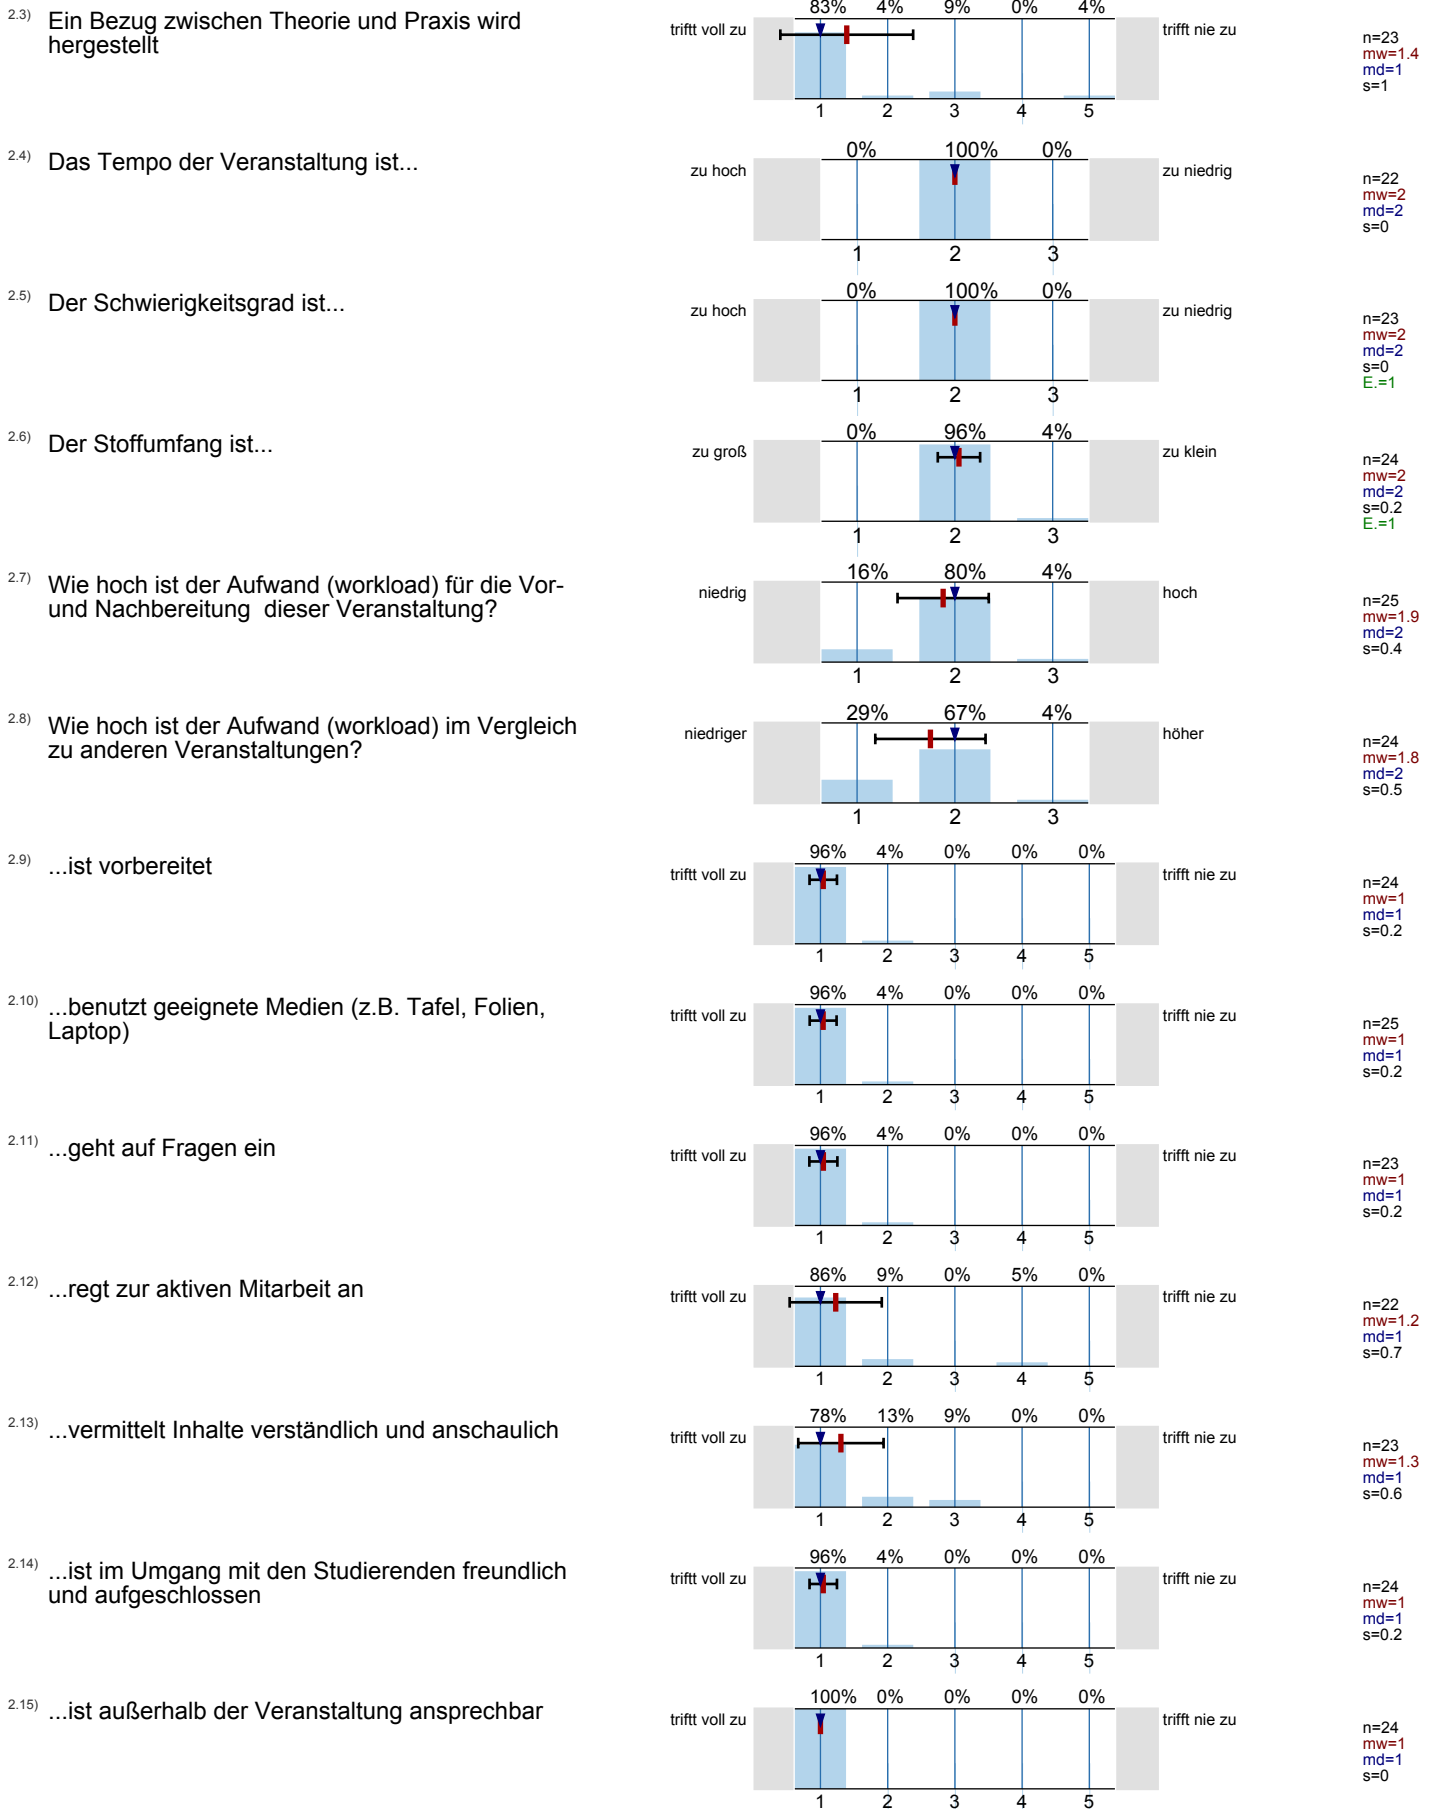 2.3) Ein Bezug zwischen Theorie und Praxis wird
hergestellt
83% 4% 9% 0% 4%
triftt voll zu trifft nie zu
1 2 3 4 5
n=23
mw=1.4
md=1
s=1
2.4) Das Tempo der Veranstaltung ist...
0% 100% 0%
zu hoch zu niedrig
1 2 3
n=22
mw=2
md=2
s=0
2.5) Der Schwierigkeitsgrad ist...
0% 100% 0%
zu hoch zu niedrig
1 2 3
n=23
mw=2
md=2
s=0
E.=1
2.6) Der Stoffumfang ist...
0% 96% 4%
zu groß zu klein
1 2 3
n=24
mw=2
md=2
s=0.2
E.=1
2.7) Wie hoch ist der Aufwand (workload) für die Vor-
und Nachbereitung dieser Veranstaltung?
16% 80% 4%
niedrig hoch
1 2 3
n=25
mw=1.9
md=2
s=0.4
2.8) Wie hoch ist der Aufwand (workload) im Vergleich
zu anderen Veranstaltungen?
29% 67% 4%
niedriger höher
1 2 3
n=24
mw=1.8
md=2
s=0.5
2.9) ...ist vorbereitet
96% 4% 0% 0% 0%
triftt voll zu trifft nie zu
1 2 3 4 5
n=24
mw=1
md=1
s=0.2
2.10) ...benutzt geeignete Medien (z.B. Tafel, Folien,
Laptop)
96% 4% 0% 0% 0%
triftt voll zu trifft nie zu
1 2 3 4 5
n=25
mw=1
md=1
s=0.2
2.11) ...geht auf Fragen ein
96% 4% 0% 0% 0%
triftt voll zu trifft nie zu
1 2 3 4 5
n=23
mw=1
md=1
s=0.2
2.12) ...regt zur aktiven Mitarbeit an
86% 9% 0% 5% 0%
triftt voll zu trifft nie zu
1 2 3 4 5
n=22
mw=1.2
md=1
s=0.7
2.13) ...vermittelt Inhalte verständlich und anschaulich
78% 13% 9% 0% 0%
triftt voll zu trifft nie zu
1 2 3 4 5
n=23
mw=1.3
md=1
s=0.6
2.14) ...ist im Umgang mit den Studierenden freundlich
und aufgeschlossen
96% 4% 0% 0% 0%
triftt voll zu trifft nie zu
1 2 3 4 5
n=24
mw=1
md=1
s=0.2
2.15) ...ist außerhalb der Veranstaltung ansprechbar
100% 0% 0% 0% 0%
triftt voll zu trifft nie zu
1 2 3 4 5
n=24
mw=1
md=1
s=0